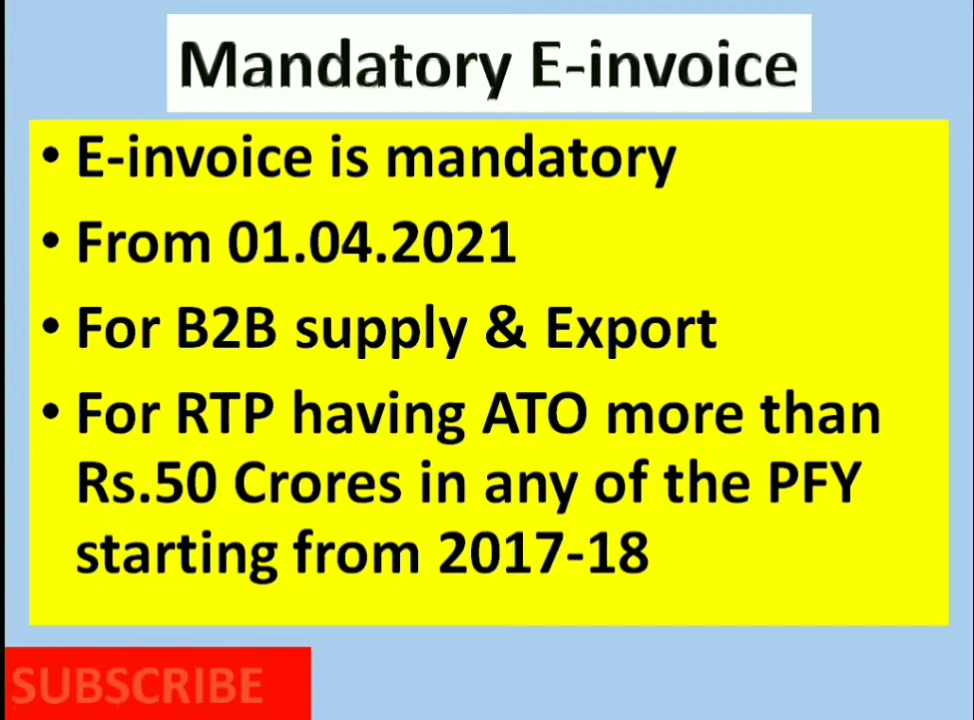 Mandatory E-invoice
• E-invoice is mandatory
• From 01.04.2021
• For B2B supply & Export
• For RTP having ATO more than
Rs.50 Crores in any of the PFY
starting from 2017-18
SUBSCRIBE